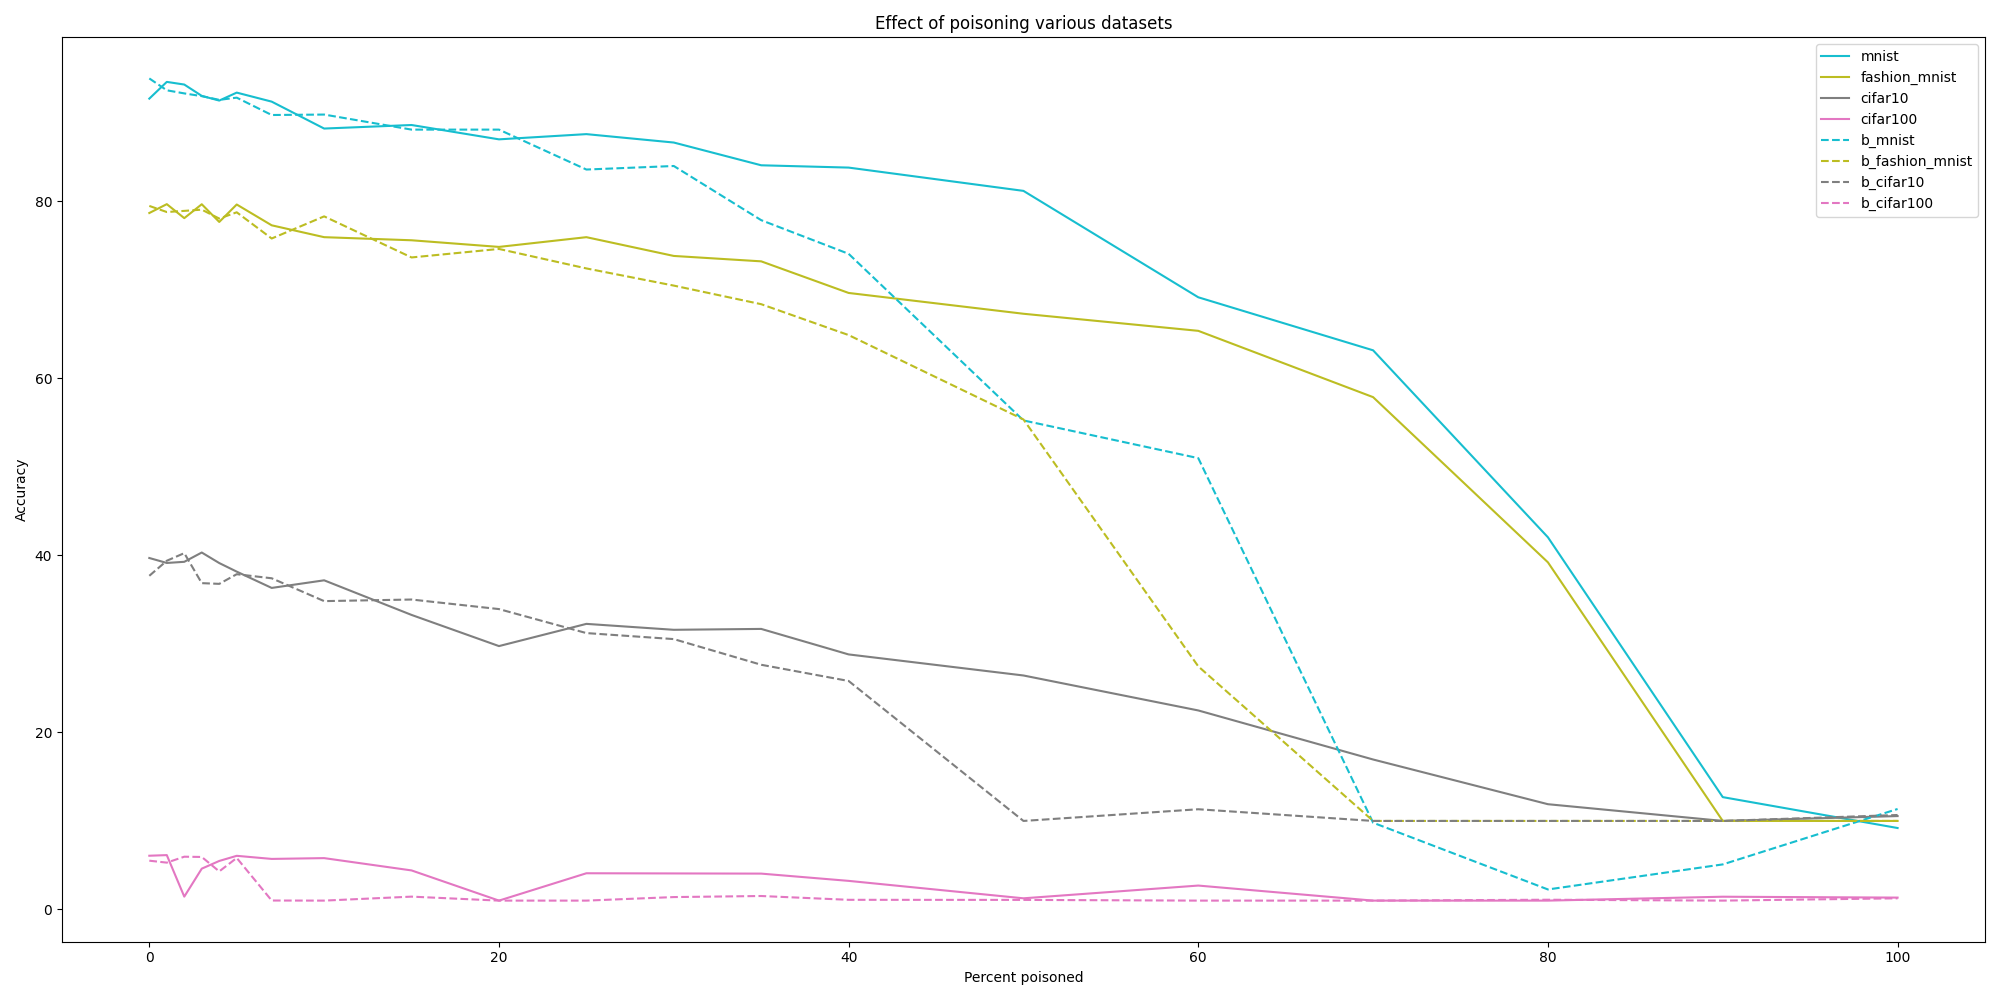 Effect of poisoning various datasets
mnist
fashion_mnist
cifar10
cifar100
b_mnist
b_fashion_mnist
b_cifar10
b_cifar100
Accuracy
80
60
40
20
0
0 20 40 60 80 100
Percent poisoned